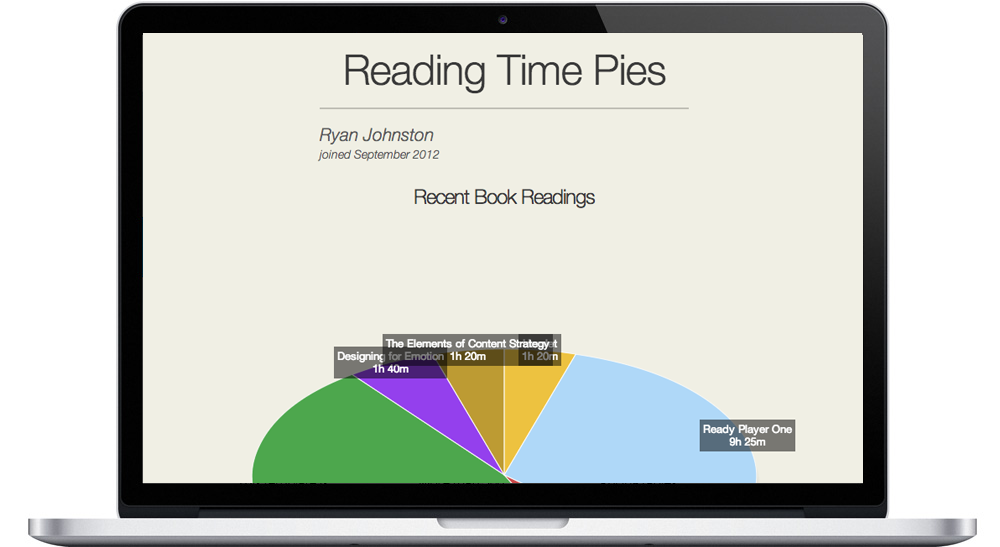 Reading Time Pies
Ryan Johnston
joined September 2012
Recent Book Readings
The Elements of Content Strategy
1h 20m
1h 20m
Designing for Emotion
1h 40m
Ready Player One
9h 25m